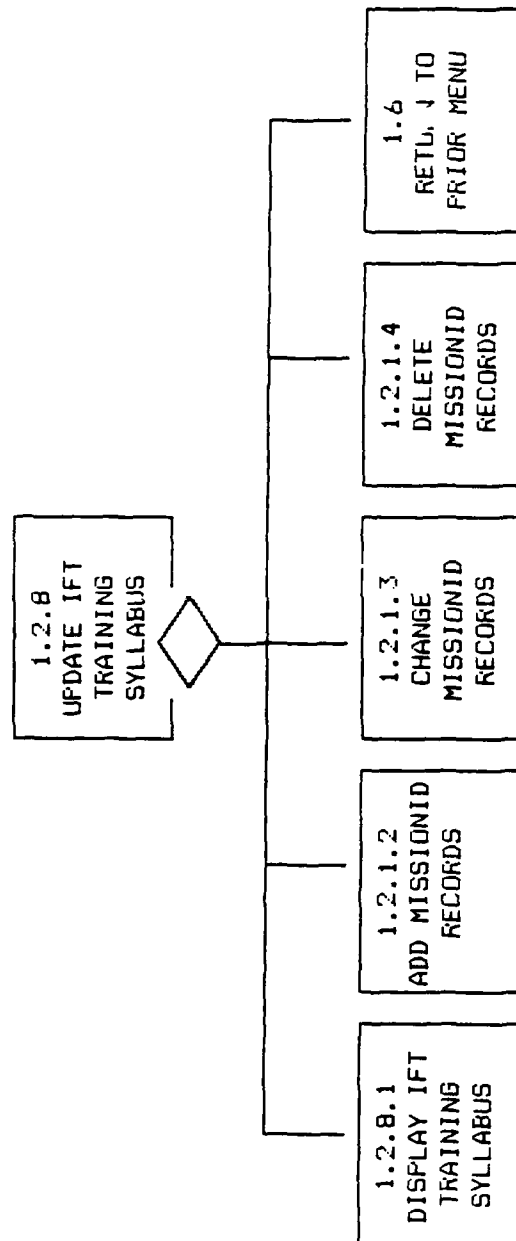 1.2.8
UPDATE IFT
TRAINING
SYLLABUS
1.2.8.1
DISPLAY IFT
TRAINING
SYLLABUS
1.2.1.2
ADD MISSIONID
RECORDS
1.2.1.3
CHANGE
MISSIONID
RECORDS
1.2.1.4
DELETE
MISSIONID
RECORDS
1.6
TO
PRIOR MENU